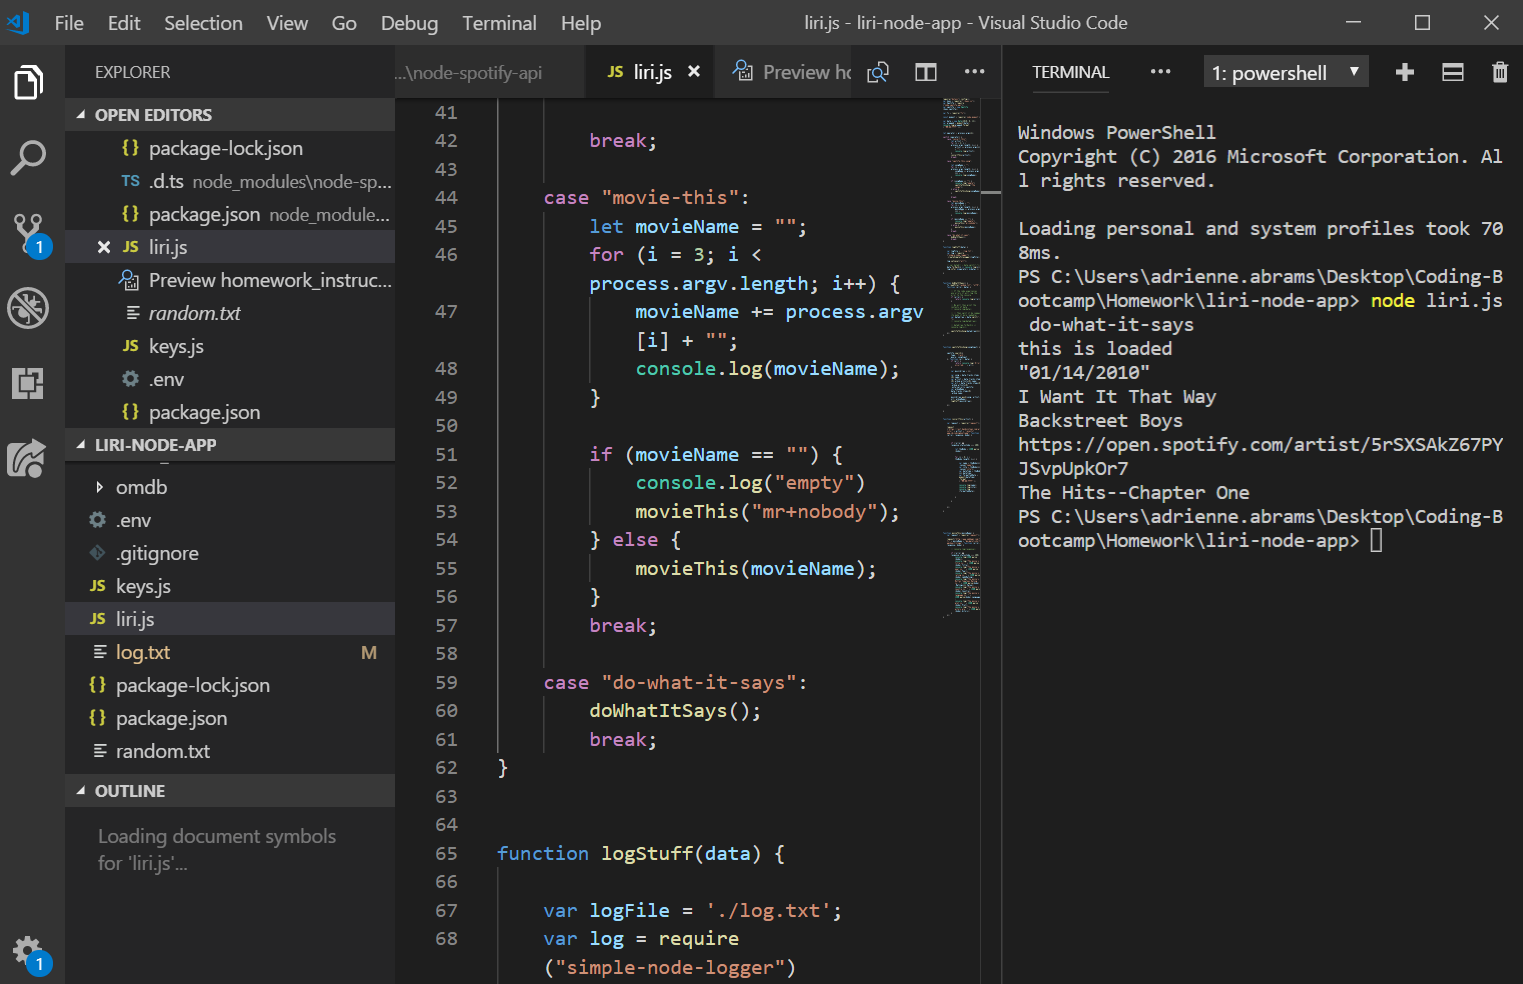 File Edit Selection View Go Debug Terminal Help
liri.js - liri-node-app - Visual Studio Code
EXPLORER
OPEN EDITORS
{} package-lock.json
TS .d.ts node_modules\node-sp...
{} package.json node_module...
JS liri.js
Preview homework_instruc...
random.txt
JS keys.js
.env
{} package.json
LIRI-NODE-APP
omdb
.env
.gitignore
JS keys.js
JS liri.js
log.txt M
{} package-lock.json
{} package.json
random.txt
OUTLINE
Loading document symbols
for 'liri.js'...
1
1
...\node-spotify-api JS liri.js Preview ho
41
42 break;
43
44 case "movie-this":
45 let movieName = "";
46 for (i = 3; i <
process.argv.length; i++) {
47 movieName += process.argv
[i] + "";
48 console.log(movieName);
49 }
50
51 if (movieName == "") {
52 console.log("empty")
53 movieThis("mr+nobody");
54 } else {
55 movieThis(movieName);
56 }
57 break;
58
59 case "do-what-it-says":
60 doWhatItSays();
61 break;
62 }
63
64
65 function logStuff(data) {
66
67 var logFile = './log.txt';
68 var log = require
("simple-node-logger")
TERMINAL
1: powershell
Windows PowerShell
Copyright (C) 2016 Microsoft Corporation. Al
l rights reserved.
Loading personal and system profiles took 70
8ms.
PS C:\Users\adrienne.abrams\Desktop\Coding-B
ootcamp\Homework\liri-node-app> node liri.js
do-what-it-says
this is loaded
"01/14/2010"
I Want It That Way
Backstreet Boys
https://open.spotify.com/artist/5rSXSAkZ67PY
JSvpUpkOr7
The Hits--Chapter One
PS C:\Users\adrienne.abrams\Desktop\Coding-B
ootcamp\Homework\liri-node-app>